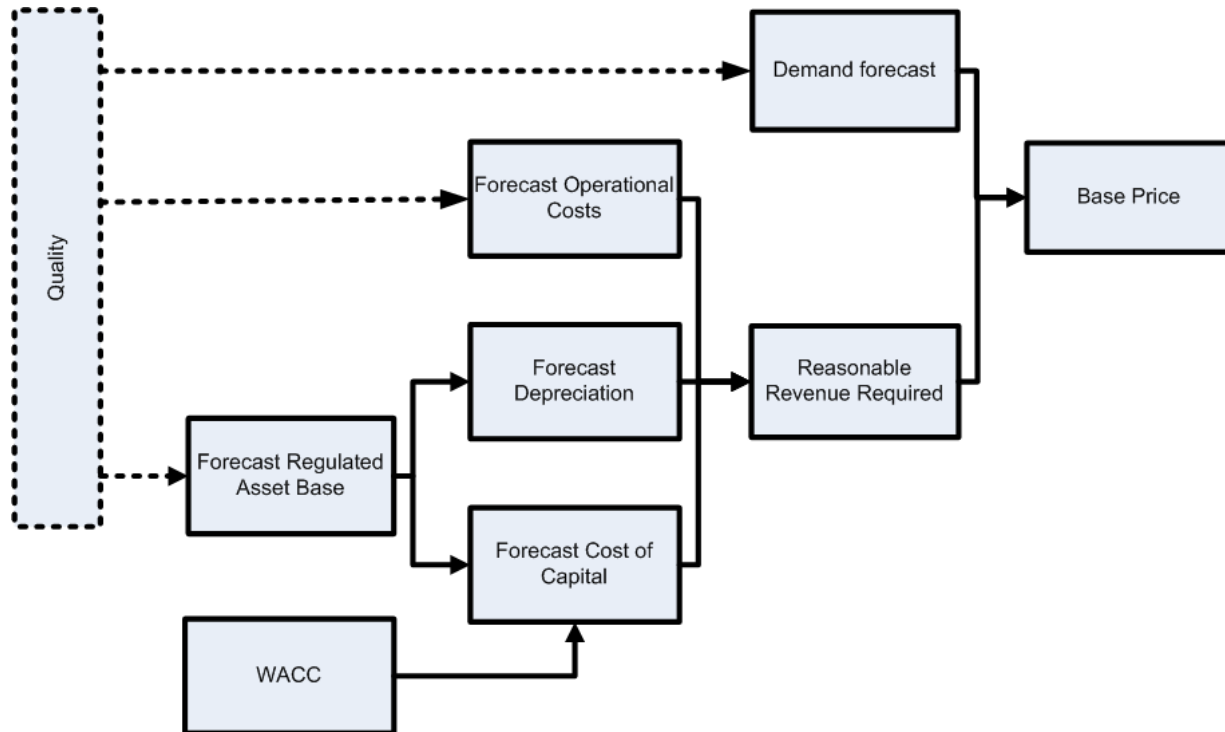 Demand forecast
Forecast Operational
Costs
Base Price
Quality
Forecast
Depreciation
Reasonable
Revenue Required
Forecast Regulated
Asset Base
Forecast Cost of
Capital
WACC